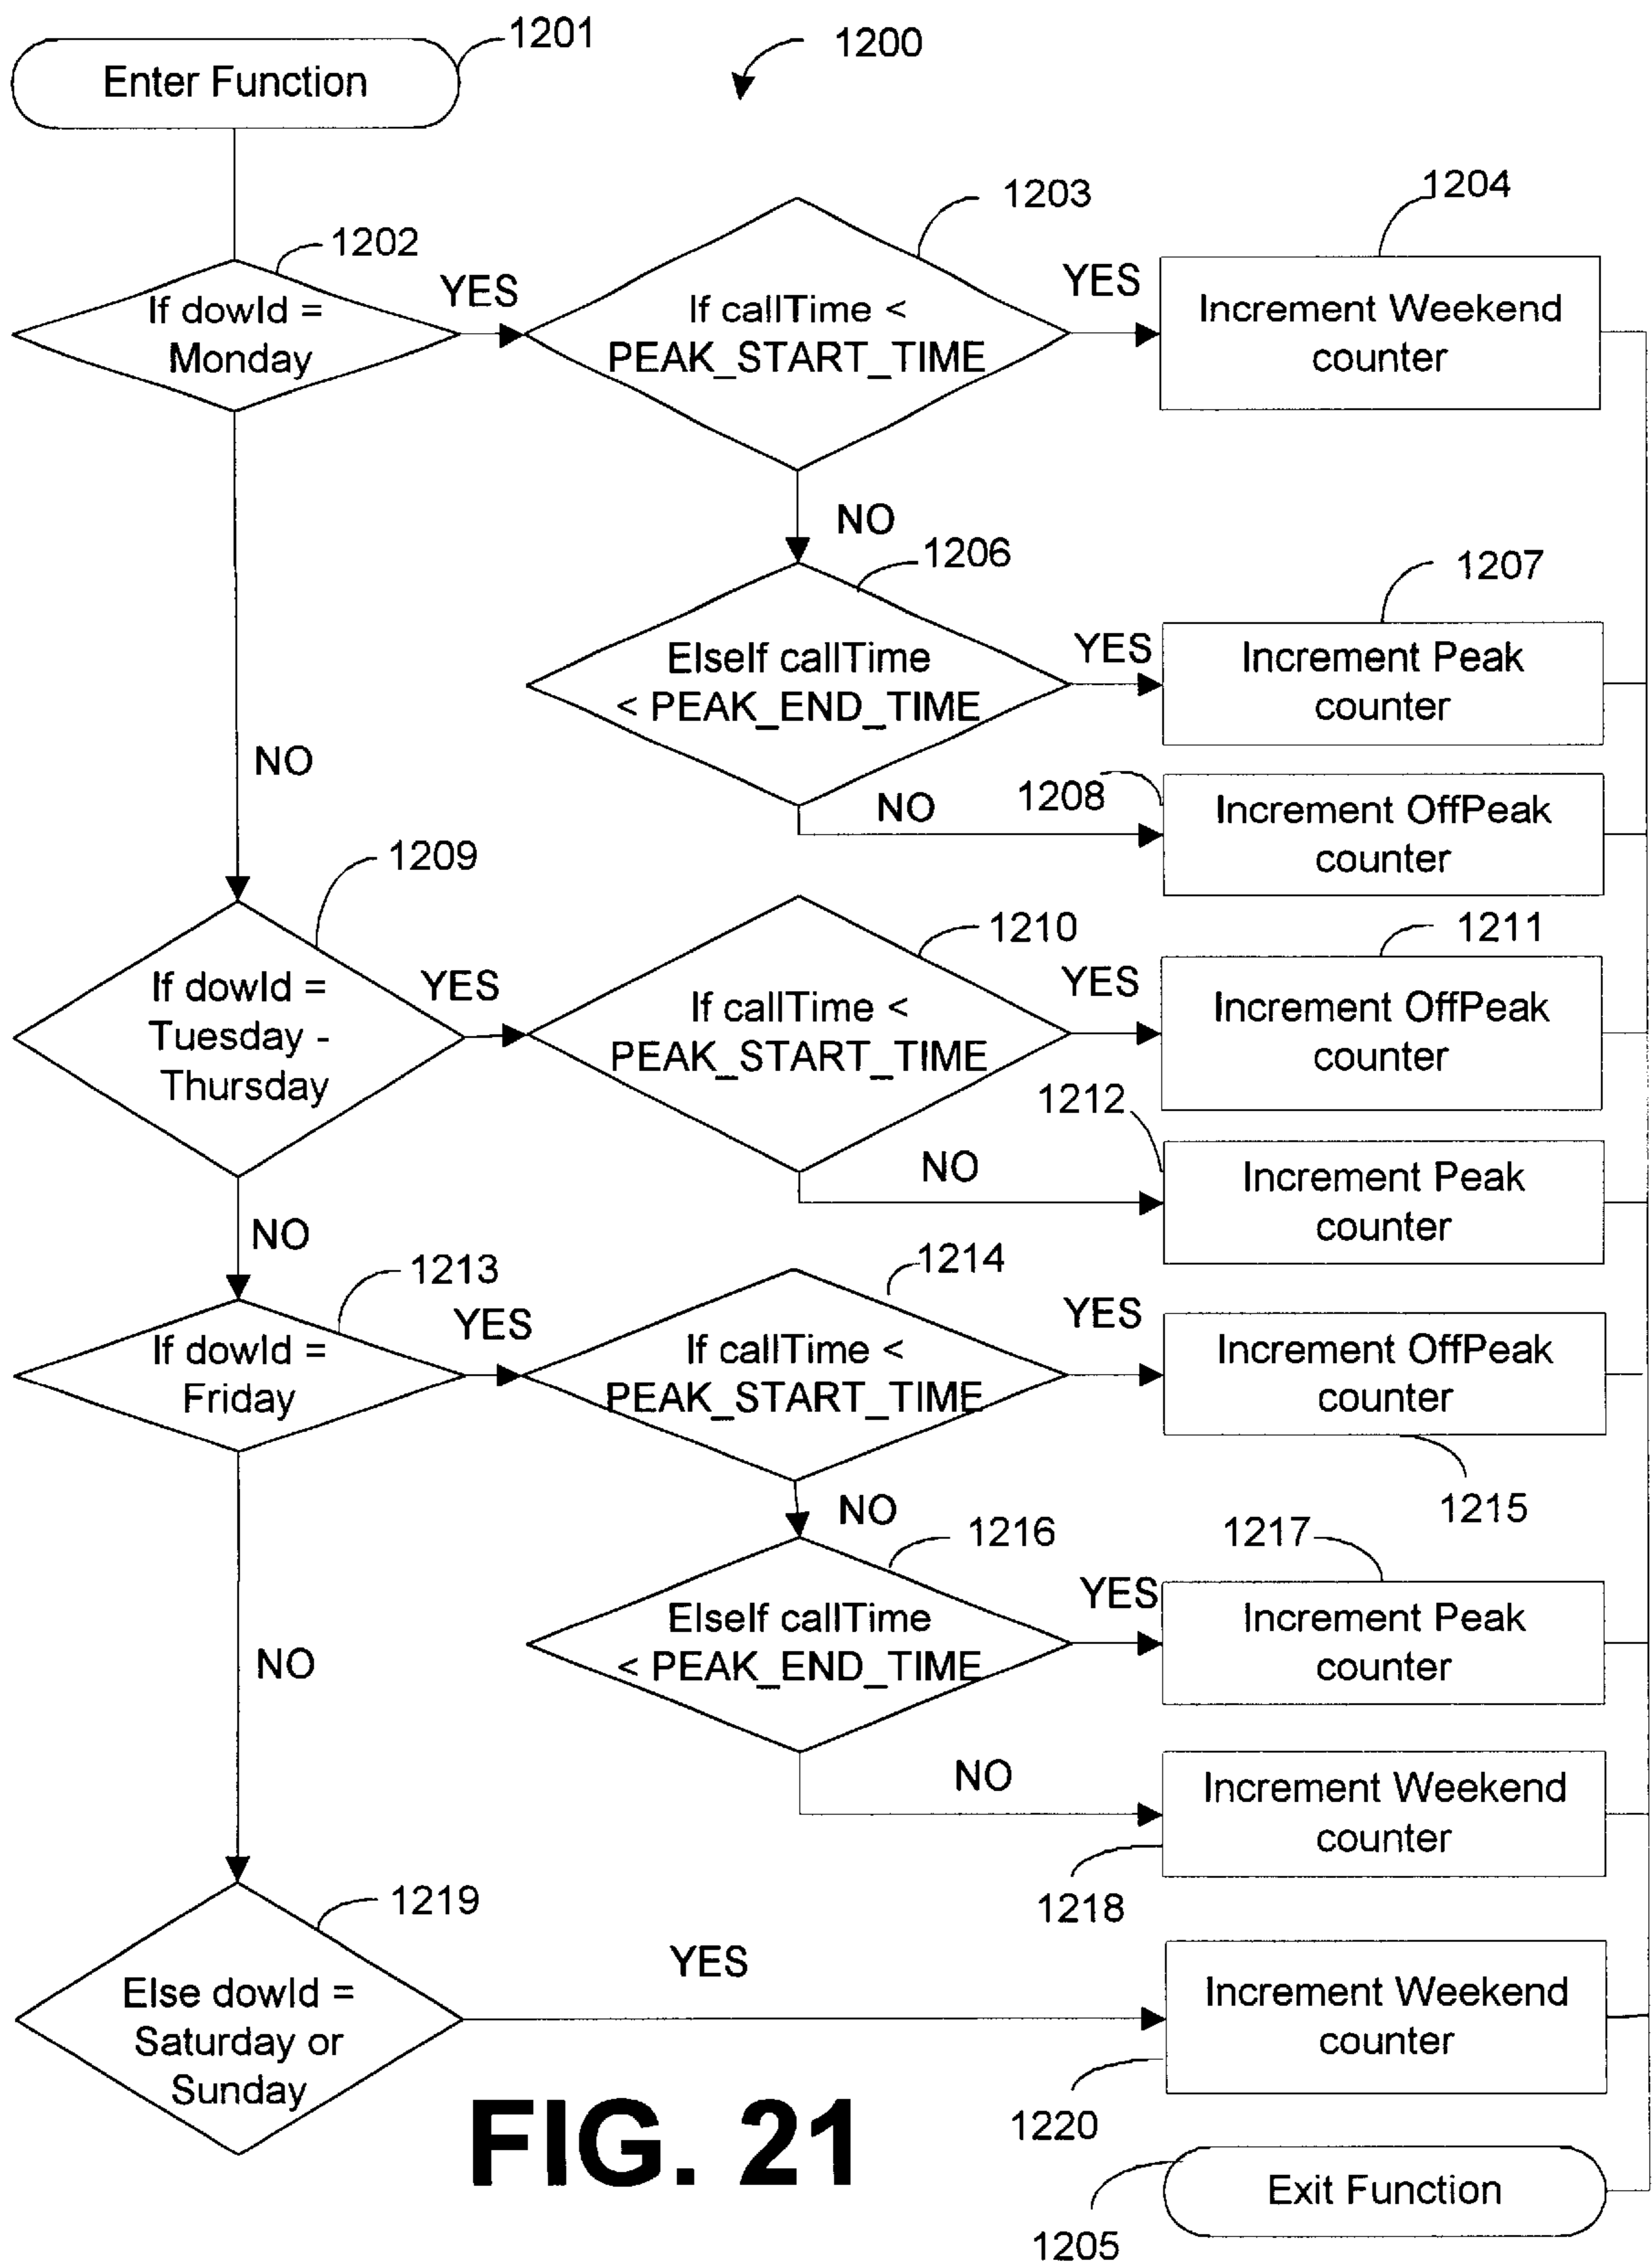 1201
Enter Function
1200
1202
If dowId =
Monday
YES
1203
If callTime <
PEAK_START_TIME
YES
1204
Increment Weekend
counter
NO
1206
ElseIf callTime
< PEAK_END_TIME
YES
1207
Increment Peak
counter
NO
NO
1208
Increment OffPeak
counter
1209
If dowId =
Tuesday -
Thursday
YES
1210
If callTime <
PEAK_START_TIME
YES
1211
Increment OffPeak
counter
1212
NO
Increment Peak
counter
NO
1213
If dowId =
Friday
YES
1214
If callTime <
PEAK_START_TIME
YES
Increment OffPeak
counter
1215
NO
1216
ElseIf callTime
< PEAK_END_TIME
YES
1217
Increment Peak
counter
NO
NO
Increment Weekend
counter
1218
1219
Else dowId =
Saturday or
Sunday
YES
Increment Weekend
counter
1220
FIG. 21
Exit Function
1205